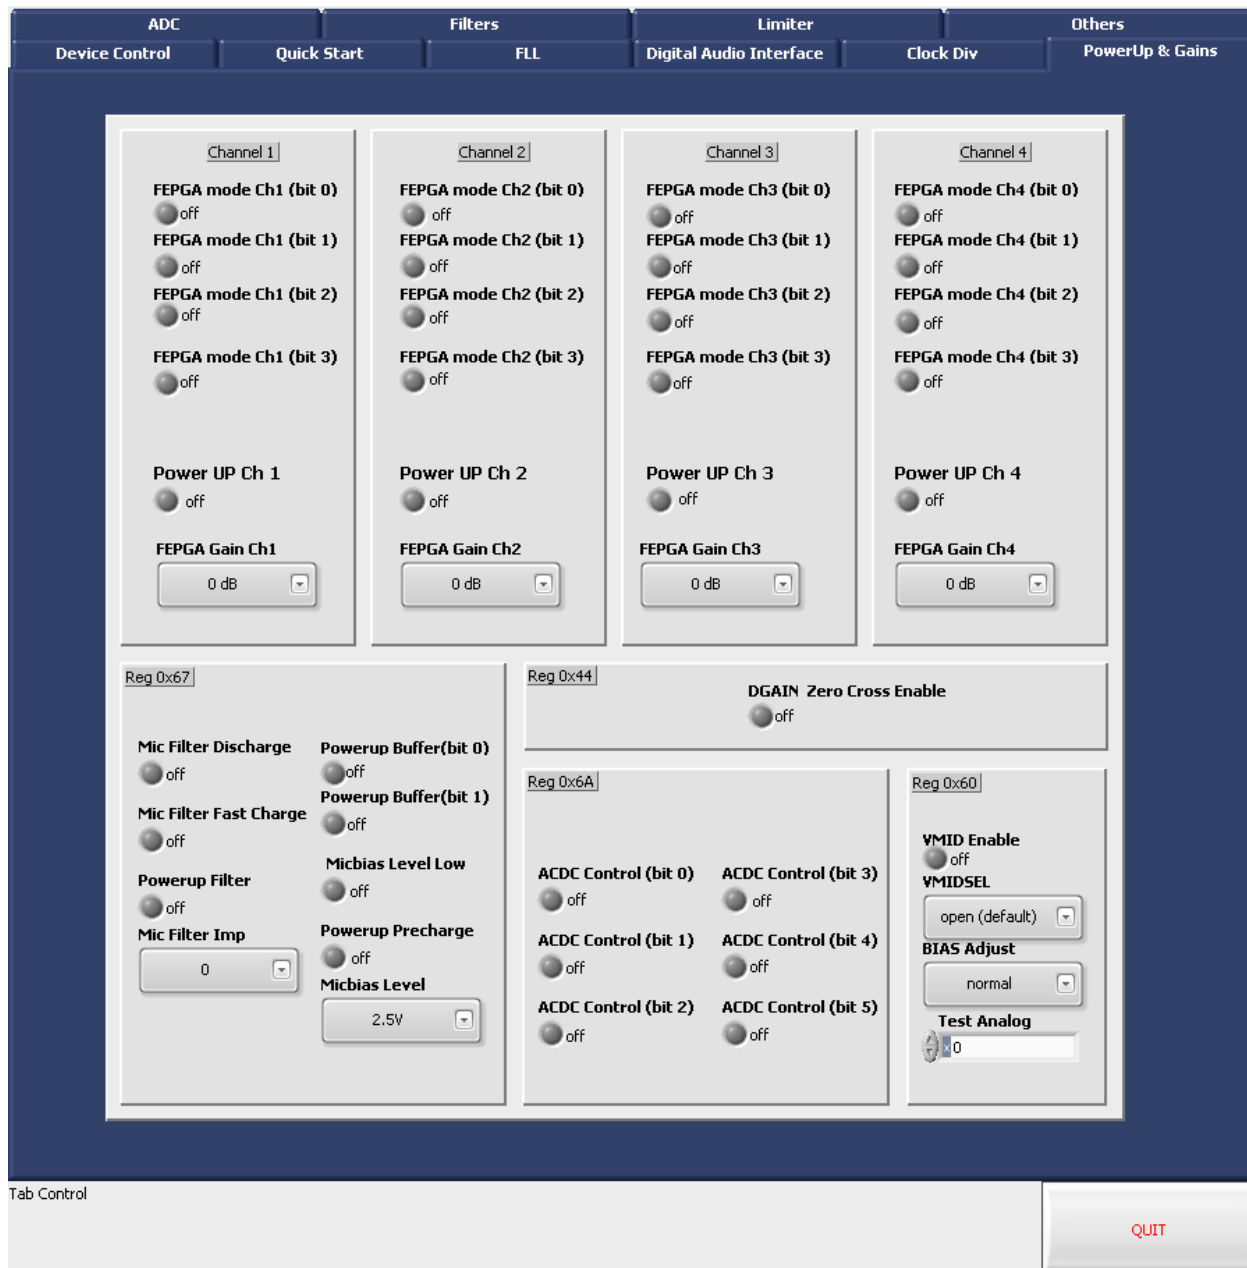 ADC Filters Limiter Others
Device Control Quick Start FLL Digital Audio Interface Clock Div PowerUp & Gains
Channel 1
FEPGA mode Ch1 (bit 0)
off
FEPGA mode Ch1 (bit 1)
off
FEPGA mode Ch1 (bit 2)
off
FEPGA mode Ch1 (bit 3)
off
Power UP Ch 1
off
FEPGA Gain Ch1
0 dB
Channel 2
FEPGA mode Ch2 (bit 0)
off
FEPGA mode Ch2 (bit 1)
off
FEPGA mode Ch2 (bit 2)
off
FEPGA mode Ch2 (bit 3)
off
Power UP Ch 2
off
FEPGA Gain Ch2
0 dB
Channel 3
FEPGA mode Ch3 (bit 0)
off
FEPGA mode Ch3 (bit 1)
off
FEPGA mode Ch3 (bit 2)
off
FEPGA mode Ch3 (bit 3)
off
Power UP Ch 3
off
FEPGA Gain Ch3
0 dB
Channel 4
FEPGA mode Ch4 (bit 0)
off
FEPGA mode Ch4 (bit 1)
off
FEPGA mode Ch4 (bit 2)
off
FEPGA mode Ch4 (bit 3)
off
Power UP Ch 4
off
FEPGA Gain Ch4
0 dB
Reg 0x67
Mic Filter Discharge
off
Mic Filter Fast Charge
off
Powerup Filter
off
Mic Filter Imp
0
Powerup Buffer(bit 0)
off
Powerup Buffer(bit 1)
off
Micbias Level Low
off
Powerup Precharge
off
Micbias Level
2.5V
Reg 0x44
DGAIN Zero Cross Enable
off
Reg 0x6A
ACDC Control (bit 0)
off
ACDC Control (bit 1)
off
ACDC Control (bit 2)
off
ACDC Control (bit 3)
off
ACDC Control (bit 4)
off
ACDC Control (bit 5)
off
Reg 0x60
VMID Enable
off
VMIDSEL
open (default)
BIAS Adjust
normal
Test Analog
x0
Tab Control
QUIT